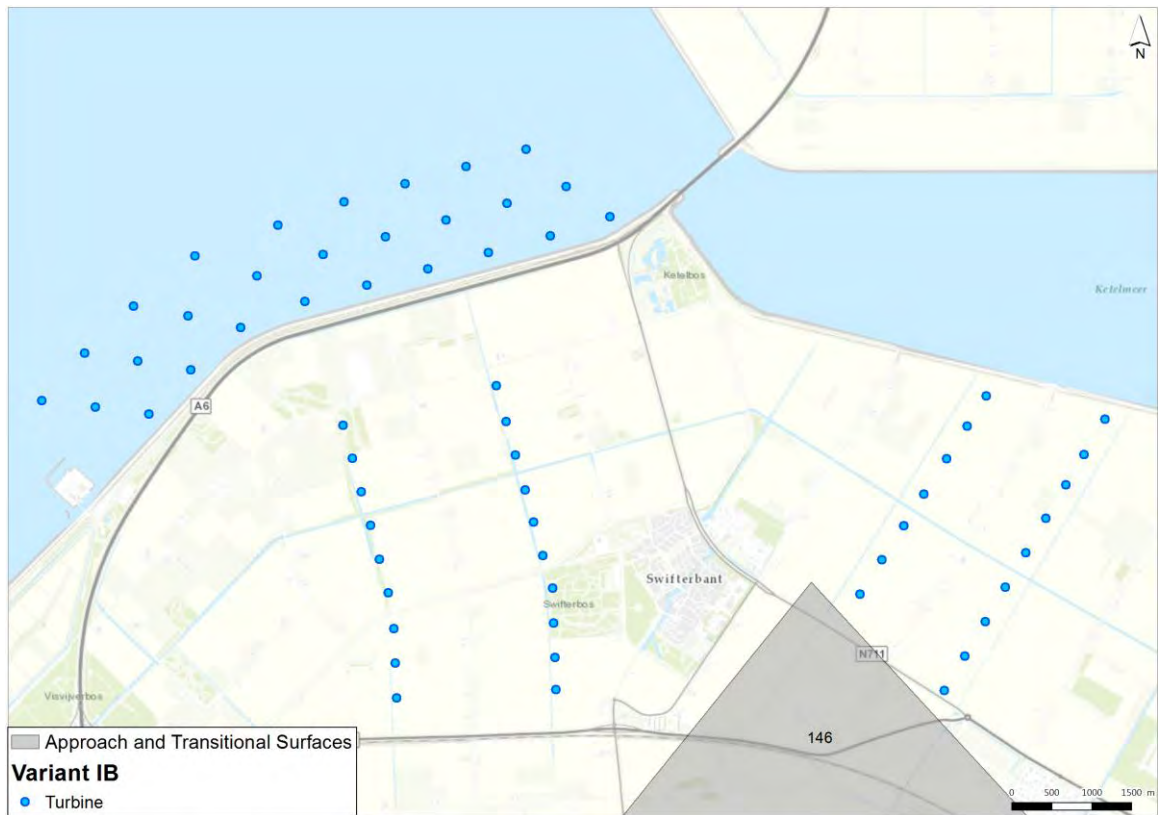 N
Ketelbos
Ketelmeer
A6
Swifterbant
Swifterbos
N711
Visvijverbos
146
Approach and Transitional Surfaces
Variant IB
Turbine
0 500 1000 1500 m